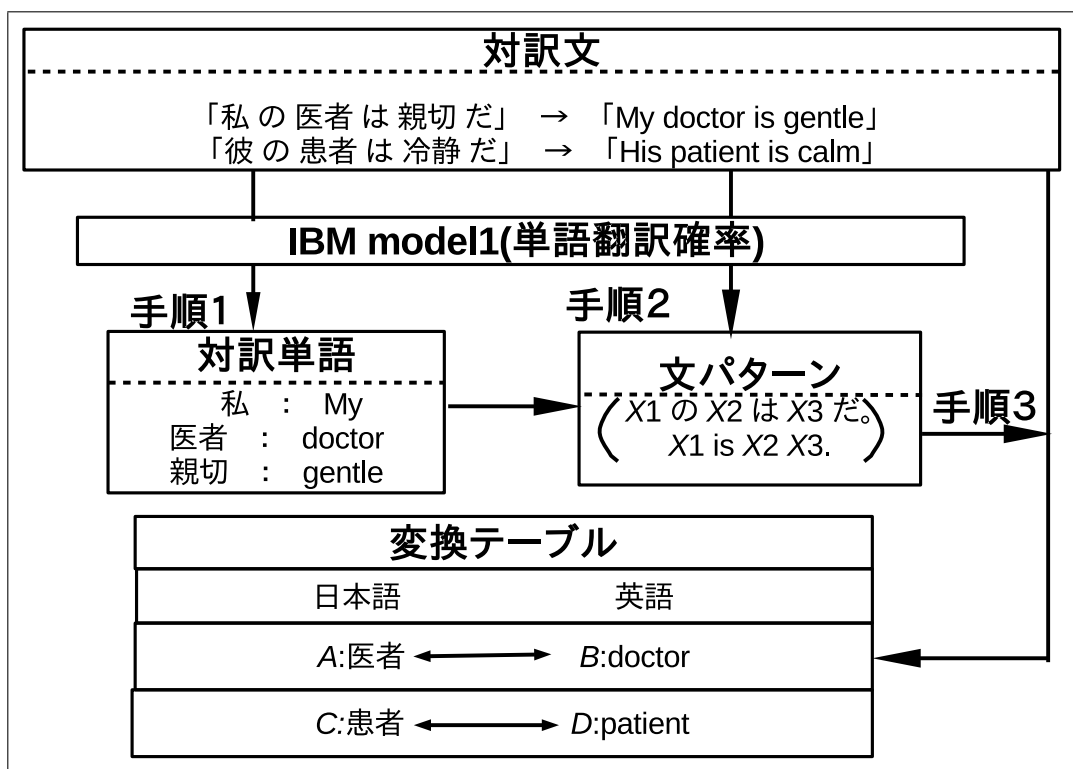 対訳文
「私 の 医者 は 親切 だ」 → 「My doctor is gentle」
「彼 の 患者 は 冷静 だ」 → 「His patient is calm」
IBM model1(単語翻訳確率)
手順1
手順2
対訳単語
私 : My
医者 : doctor
親切 : gentle
文パターン
X1 の X2 は X3 だ。
X1 is X2 X3.
手順3
変換テーブル
日本語 英語
A:医者 B:doctor
C:患者 D:patient